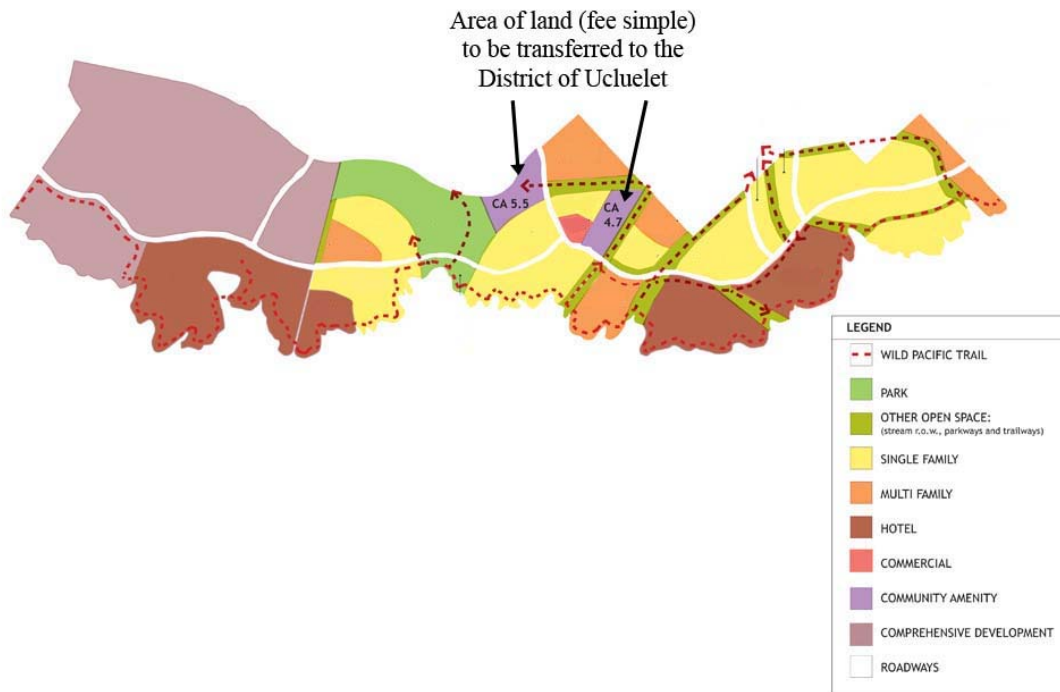 Area of land (fee simple)
to be transferred to the
District of Ucluelet
CA 5.5
CA
4.7
LEGEND
WILD PACIFIC TRAIL
PARK
OTHER OPEN SPACE:
(stream r.o.w., parkways and trailways)
SINGLE FAMILY
MULTI FAMILY
HOTEL
COMMERCIAL
COMMUNITY AMENITY
COMPREHENSIVE DEVELOPMENT
ROADWAYS